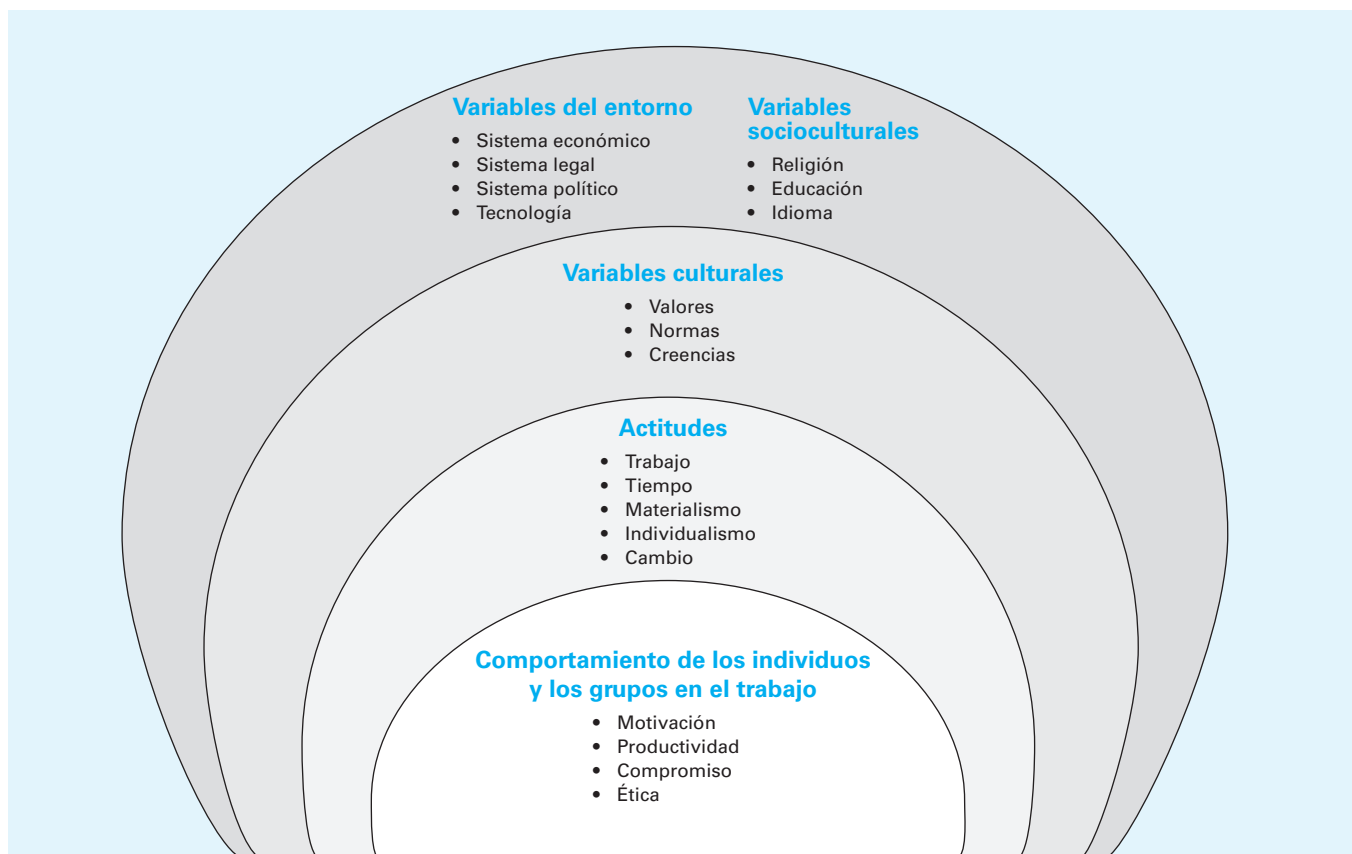 Variables del entorno
• Sistema económico
• Sistema legal
• Sistema político
• Tecnología
Variables
socioculturales
• Religión
• Educación
• Idioma
Variables culturales
• Valores
• Normas
• Creencias
Actitudes
• Trabajo
• Tiempo
• Materialismo
• Individualismo
• Cambio
Comportamiento de los individuos
y los grupos en el trabajo
• Motivación
• Productividad
• Compromiso
• Ética